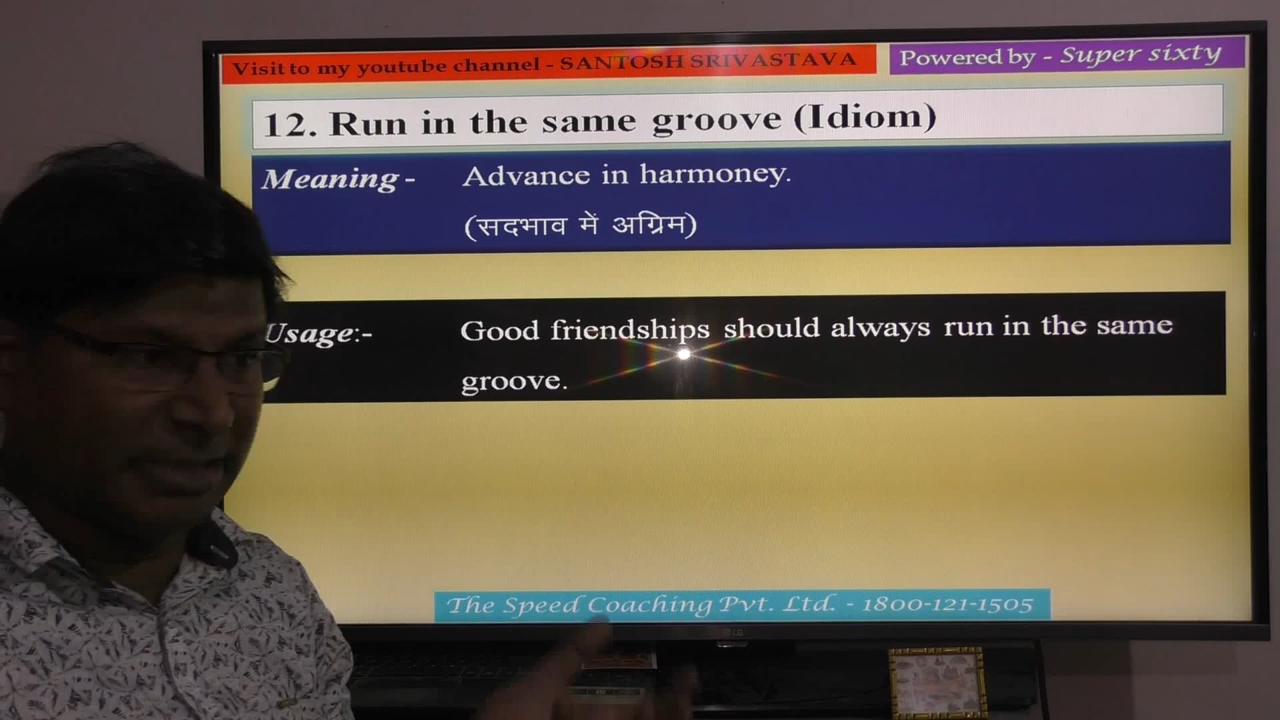 Visit to my youtube channel - SANTOSH SRIVASTAVA
Powered by - Super sixty
12. Run in the same groove (Idiom)
Meaning - Advance in harmoney.
(सदभाव में अग्रिम)
Usage:- Good friendships should always run in the same
groove.
The Speed Coaching Pvt. Ltd. - 1800-121-1505
LG